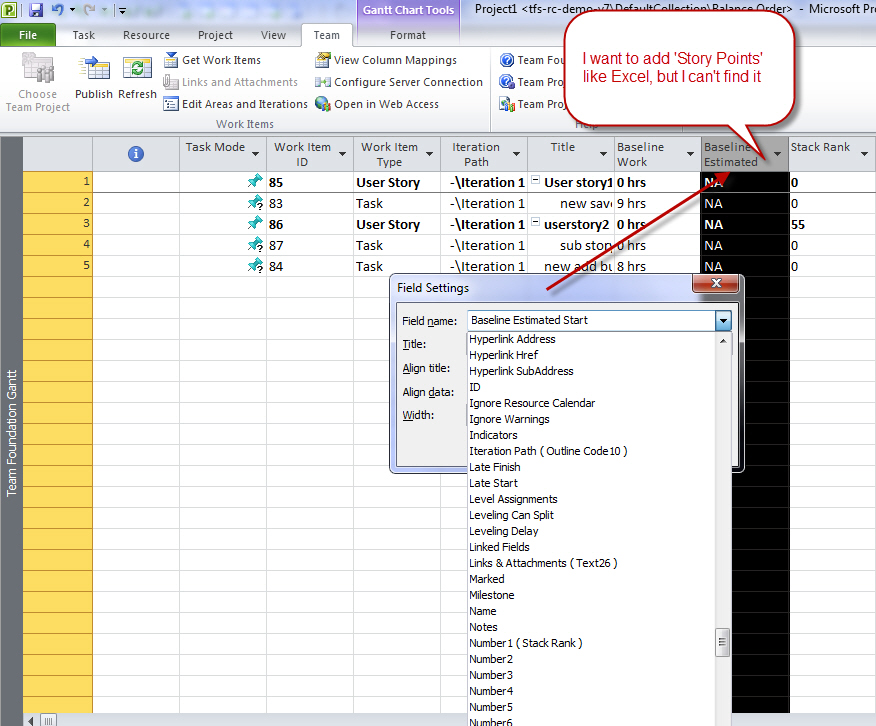 Gantt Chart Tools
Project1 <tfs-rc-demo-v7\DefaultCollection\Balance Order> - Microsoft Pro
File Task Resource Project View Team Format
Choose
Team Project
Publish Refresh
Get Work Items
Links and Attachments
Edit Areas and Iterations
View Column Mappings
Configure Server Connection
Open in Web Access
Work Items
Team Fou
Team Pro
Team Proj
Help
I want to add 'Story Points'
like Excel, but I can't find it
Task Mode
Work Item
ID
Work Item
Type
Iteration
Path
Title
Baseline
Work
Baseline
Estimated
Stack Rank
1 85 User Story -\Iteration 1 User story1 0 hrs NA 0
2 83 Task -\Iteration 1 new save 9 hrs NA 0
3 86 User Story -\Iteration 1 userstory2 0 hrs NA 55
4 87 Task -\Iteration 1 sub stor 0 hrs NA 0
5 84 Task -\Iteration 1 new add bu 8 hrs NA 0
Team Foundation Gantt
Field Settings
Field name: Baseline Estimated Start
Title:
Align title:
Align data:
Width:
Hyperlink Address
Hyperlink Href
Hyperlink SubAddress
ID
Ignore Resource Calendar
Ignore Warnings
Indicators
Iteration Path ( Outline Code10 )
Late Finish
Late Start
Level Assignments
Leveling Can Split
Leveling Delay
Linked Fields
Links & Attachments ( Text26 )
Marked
Milestone
Name
Notes
Number1 ( Stack Rank )
Number2
Number3
Number4
Number5
Number6